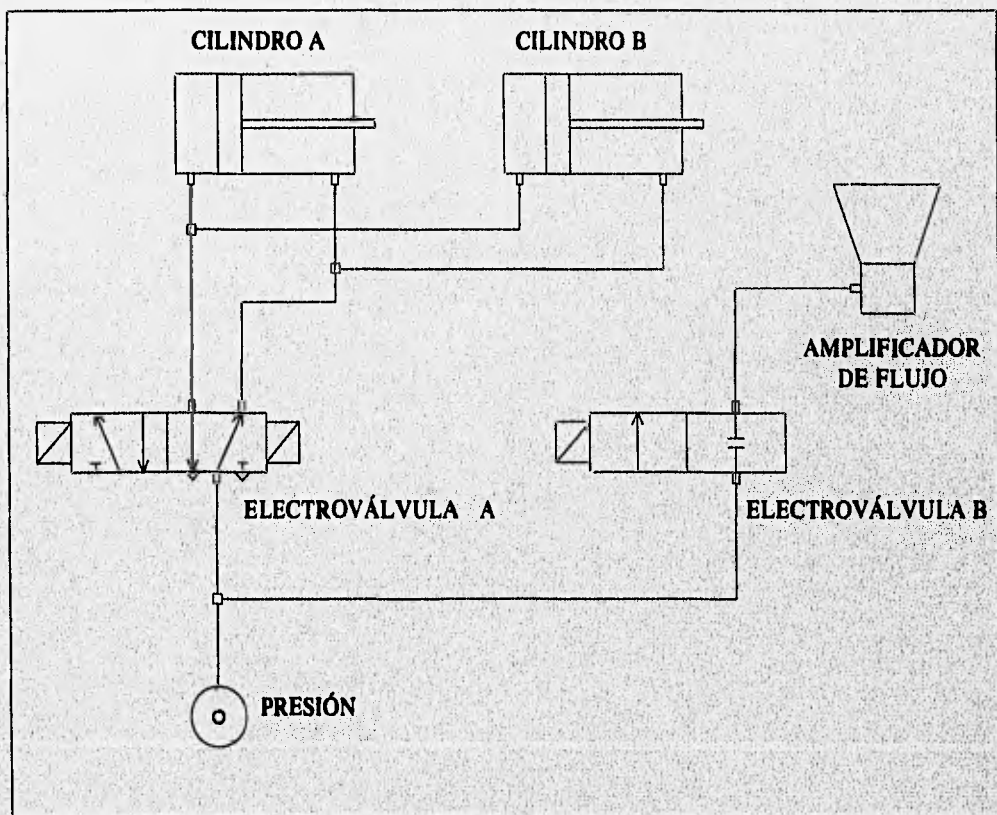 CILINDRO A
CILINDRO B
AMPLIFICADOR
DE FLUJO
ELECTROVÁLVULA A
ELECTROVÁLVULA B
PRESIÓN